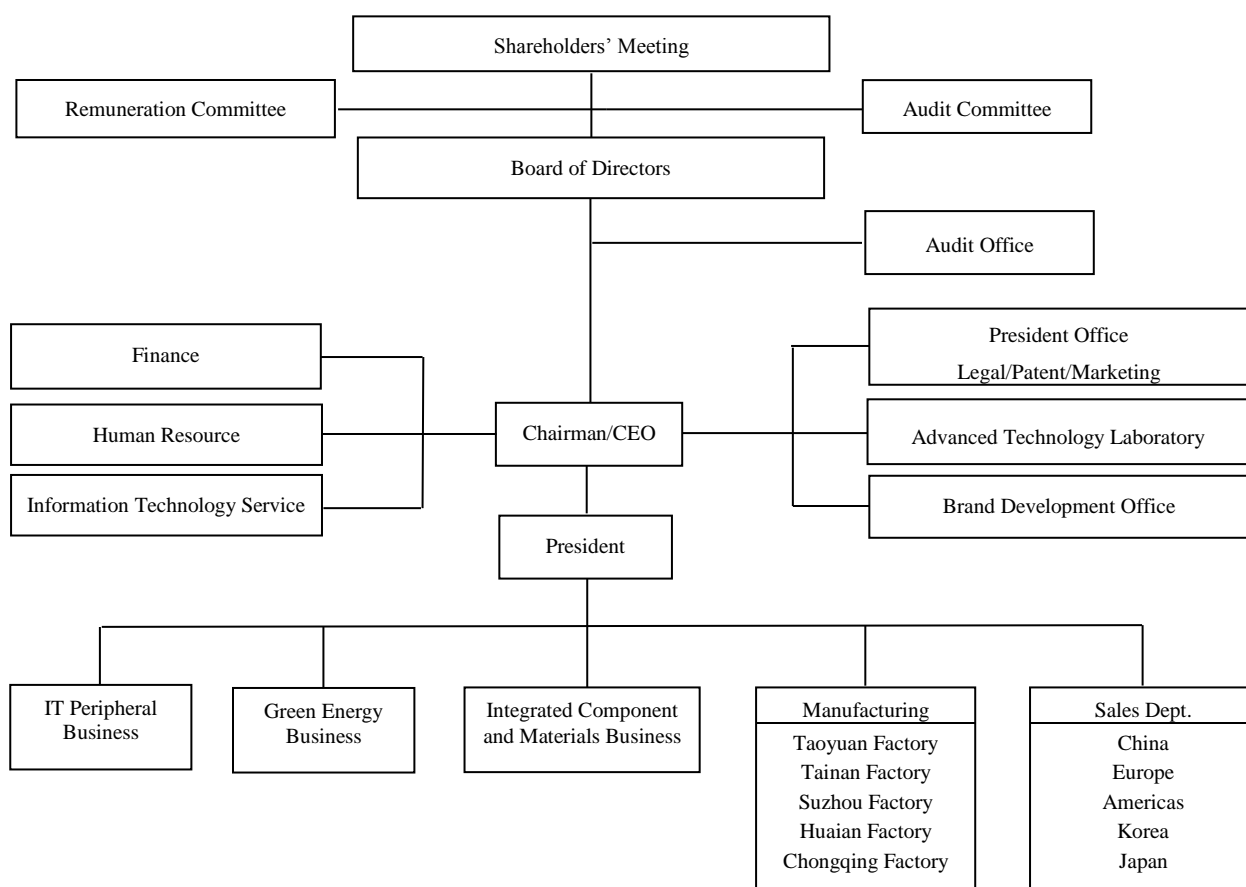 Shareholders’ Meeting
Remuneration Committee
Audit Committee
Board of Directors
Audit Office
Finance
President Office
Legal/Patent/Marketing
Human Resource
Chairman/CEO
Advanced Technology Laboratory
Information Technology Service
Brand Development Office
President
IT Peripheral
Business
Green Energy
Business
Integrated Component
and Materials Business
Manufacturing
Taoyuan Factory
Tainan Factory
Suzhou Factory
Huaian Factory
Chongqing Factory
Sales Dept.
China
Europe
Americas
Korea
Japan